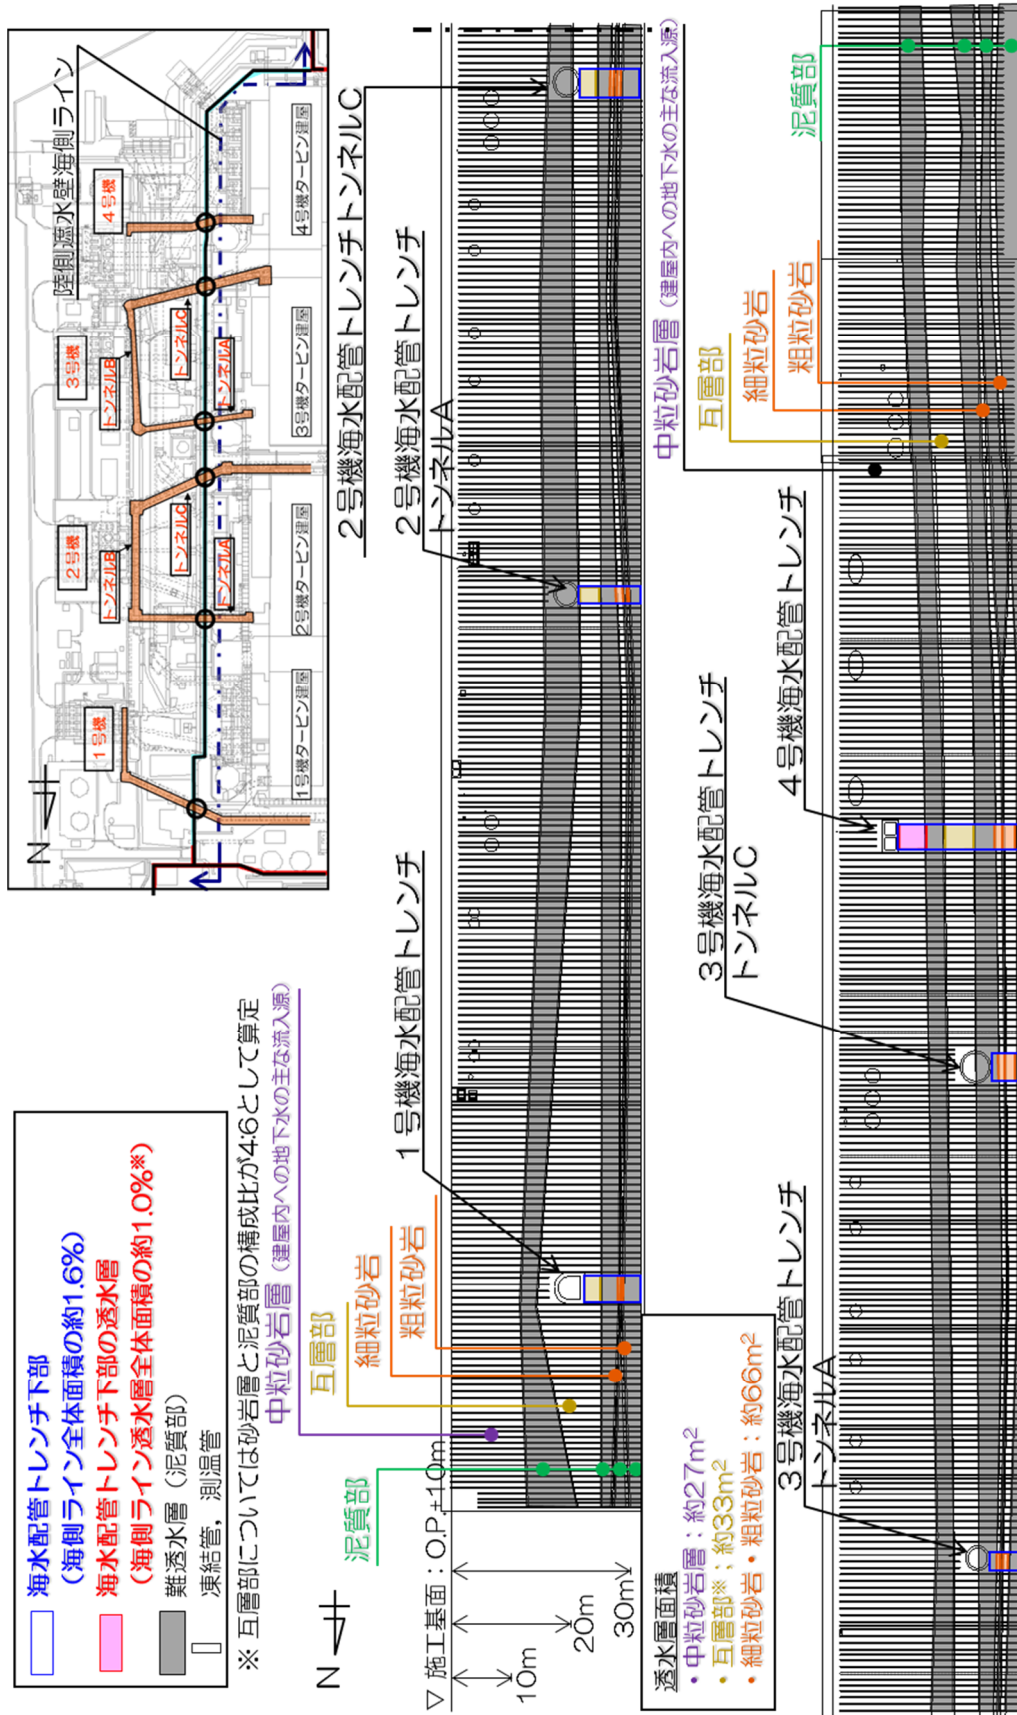 海水配管トレンチ下部
（海側ライン全体面積の約1.6%）
海水配管トレンチ下部の透水層
（海側ライン透水層全体面積の約1.0%※）
難透水層（泥質部）
凍結管，測温管
※ 互層部については砂岩層と泥質部の構成比が4:6として算定
N
陸側遮水壁海側ライン
1号機
2号機
3号機
4号機
トンネルB
トンネルC
トンネルA
トンネルB
トンネルC
トンネルA
1号機タービン建屋
2号機タービン建屋
3号機タービン建屋
4号機タービン建屋
N
中粒砂岩層（建屋内への地下水の主な流入源）
互層部
細粒砂岩
粗粒砂岩
泥質部
▽ 施工基面：O.P.+10m
10m
20m
30m
1号機海水配管トレンチ
2号機海水配管トレンチ
トンネルA
2号機海水配管トレンチトンネルC
透水層面積
・中粒砂岩層：約27m²
・互層部※：約33m²
・細粒砂岩・粗粒砂岩：約66m²
3号機海水配管トレンチ
トンネルA
3号機海水配管トレンチ
トンネルC
4号機海水配管トレンチ
中粒砂岩層（建屋内への地下水の主な流入源）
互層部
細粒砂岩
粗粒砂岩
泥質部